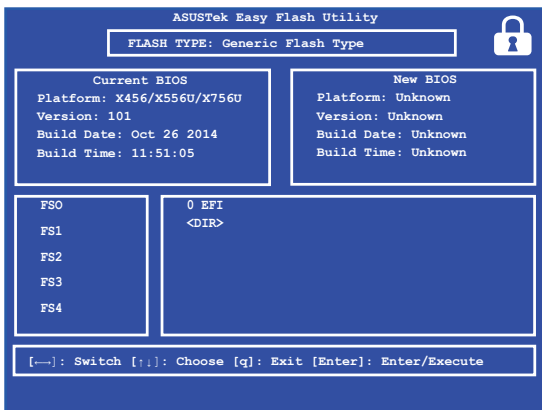 ASUSTek Easy Flash Utility
FLASH TYPE: Generic Flash Type
Current BIOS
Platform: X456/X556U/X756U
Version: 101
Build Date: Oct 26 2014
Build Time: 11:51:05
New BIOS
Platform: Unknown
Version: Unknown
Build Date: Unknown
Build Time: Unknown
FSO
FS1
FS2
FS3
FS4
0 EFI
<DIR>
[←→]: Switch [↑↓]: Choose [q]: Exit [Enter]: Enter/Execute